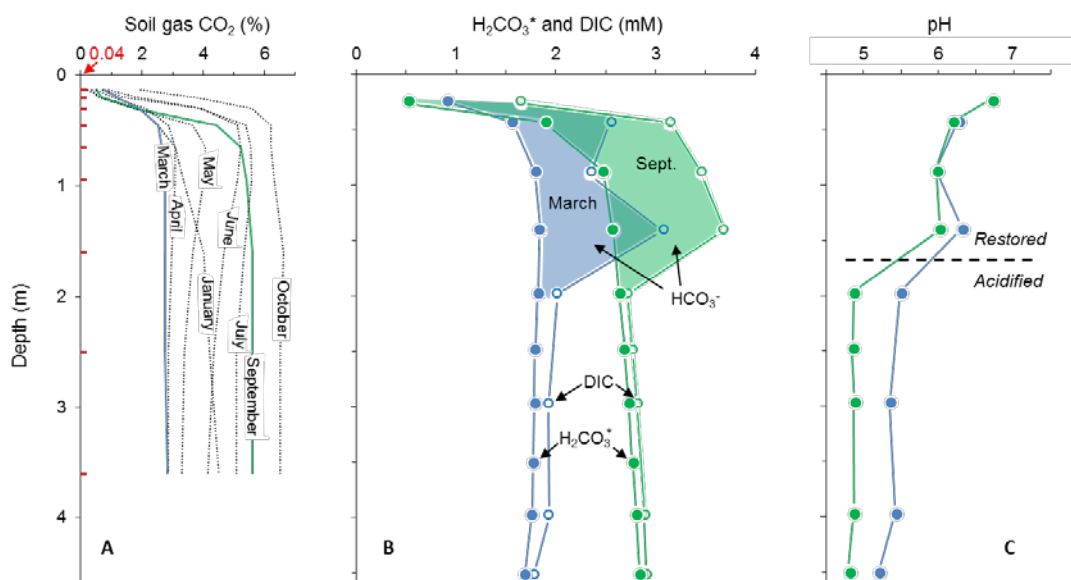 Soil gas CO₂ (%)
0 2 4 6
0.04
0
1
2
3
4
Depth (m)
March
April
May
June
January
July
September
October
A
H₂CO₃* and DIC (mM)
0 1 2 3 4
Sept.
March
HCO₃⁻
DIC
H₂CO₃*
B
pH
5 6 7
Restored
Acidified
C